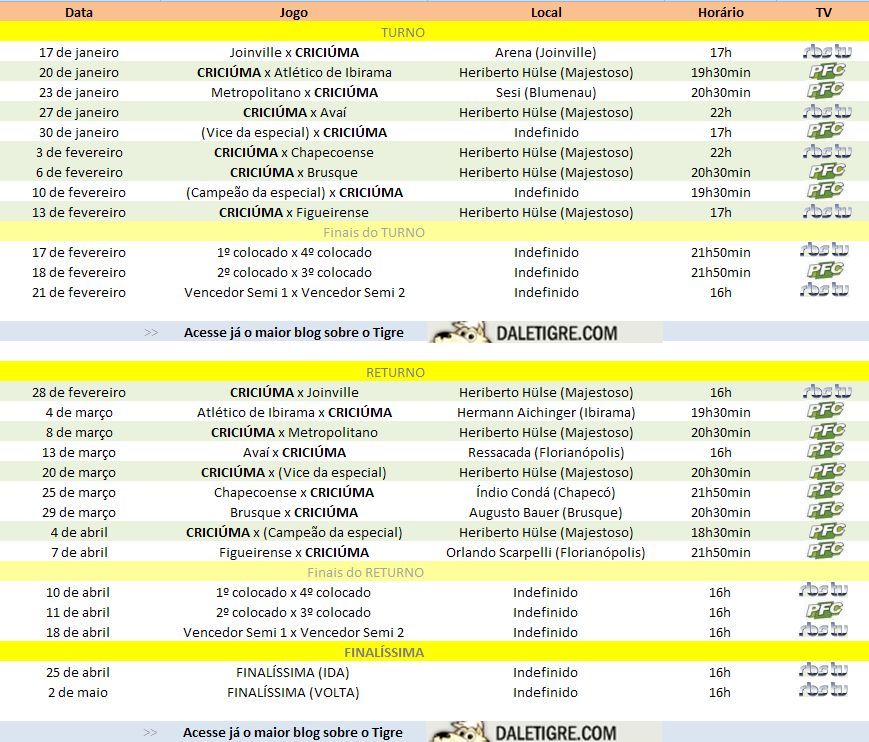 Data Jogo Local Horário TV
TURNO
17 de janeiro Joinville x CRICIÚMA Arena (Joinville) 17h rbs tv
20 de janeiro CRICIÚMA x Atlético de Ibirama Heriberto Hülse (Majestoso) 19h30min PFC
23 de janeiro Metropolitano x CRICIÚMA Sesi (Blumenau) 20h30min PFC
27 de janeiro CRICIÚMA x Avaí Heriberto Hülse (Majestoso) 22h rbs tv
30 de janeiro (Vice da especial) x CRICIÚMA Indefinido 17h PFC
3 de fevereiro CRICIÚMA x Chapecoense Heriberto Hülse (Majestoso) 22h rbs tv
6 de fevereiro CRICIÚMA x Brusque Heriberto Hülse (Majestoso) 20h30min PFC
10 de fevereiro (Campeão da especial) x CRICIÚMA Indefinido 19h30min PFC
13 de fevereiro CRICIÚMA x Figueirense Heriberto Hülse (Majestoso) 17h rbs tv
Finais do TURNO
17 de fevereiro 1º colocado x 4º colocado Indefinido 21h50min rbs tv
18 de fevereiro 2º colocado x 3º colocado Indefinido 21h50min PFC
21 de fevereiro Vencedor Semi 1 x Vencedor Semi 2 Indefinido 16h rbs tv
>> Acesse já o maior blog sobre o Tigre DALETIGRE.COM
RETURNO
28 de fevereiro CRICIÚMA x Joinville Heriberto Hülse (Majestoso) 16h rbs tv
4 de março Atlético de Ibirama x CRICIÚMA Hermann Aichinger (Ibirama) 19h30min PFC
8 de março CRICIÚMA x Metropolitano Heriberto Hülse (Majestoso) 20h30min PFC
13 de março Avaí x CRICIÚMA Ressacada (Florianópolis) 16h PFC
20 de março CRICIÚMA x (Vice da especial) Heriberto Hülse (Majestoso) 20h30min PFC
25 de março Chapecoense x CRICIÚMA Índio Condá (Chapecó) 21h50min PFC
29 de março Brusque x CRICIÚMA Augusto Bauer (Brusque) 20h30min PFC
4 de abril CRICIÚMA x (Campeão da especial) Heriberto Hülse (Majestoso) 18h30min PFC
7 de abril Figueirense x CRICIÚMA Orlando Scarpelli (Florianópolis) 21h50min PFC
Finais do RETURNO
10 de abril 1º colocado x 4º colocado Indefinido 16h rbs tv
11 de abril 2º colocado x 3º colocado Indefinido 16h PFC
18 de abril Vencedor Semi 1 x Vencedor Semi 2 Indefinido 16h rbs tv
FINALÍSSIMA
25 de abril FINALÍSSIMA (IDA) Indefinido 16h rbs tv
2 de maio FINALÍSSIMA (VOLTA) Indefinido 16h rbs tv
>> Acesse já o maior blog sobre o Tigre DALETIGRE.COM